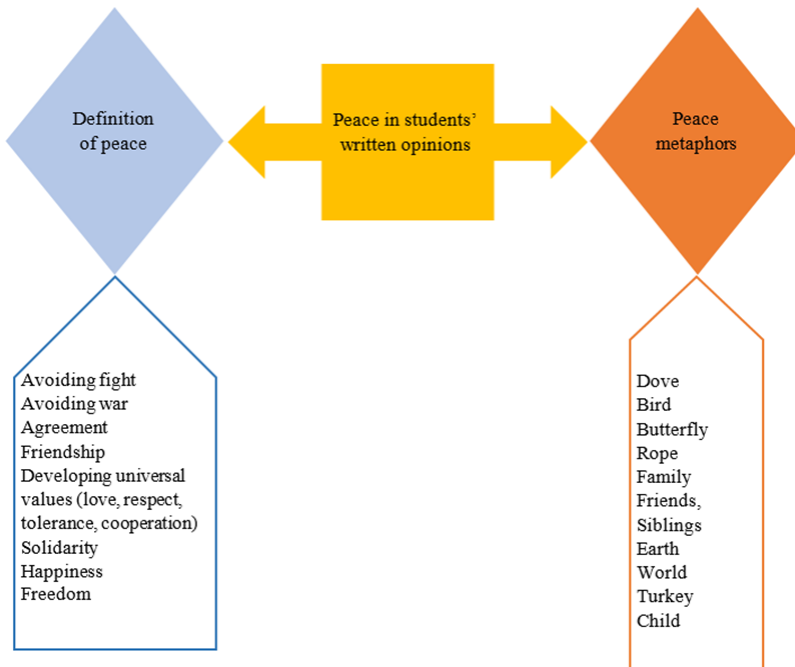 Definition
of peace
Peace in students’
written opinions
Peace
metaphors
Avoiding fight
Avoiding war
Agreement
Friendship
Developing universal
values (love, respect,
tolerance, cooperation)
Solidarity
Happiness
Freedom
Dove
Bird
Butterfly
Rope
Family
Friends,
Siblings
Earth
World
Turkey
Child